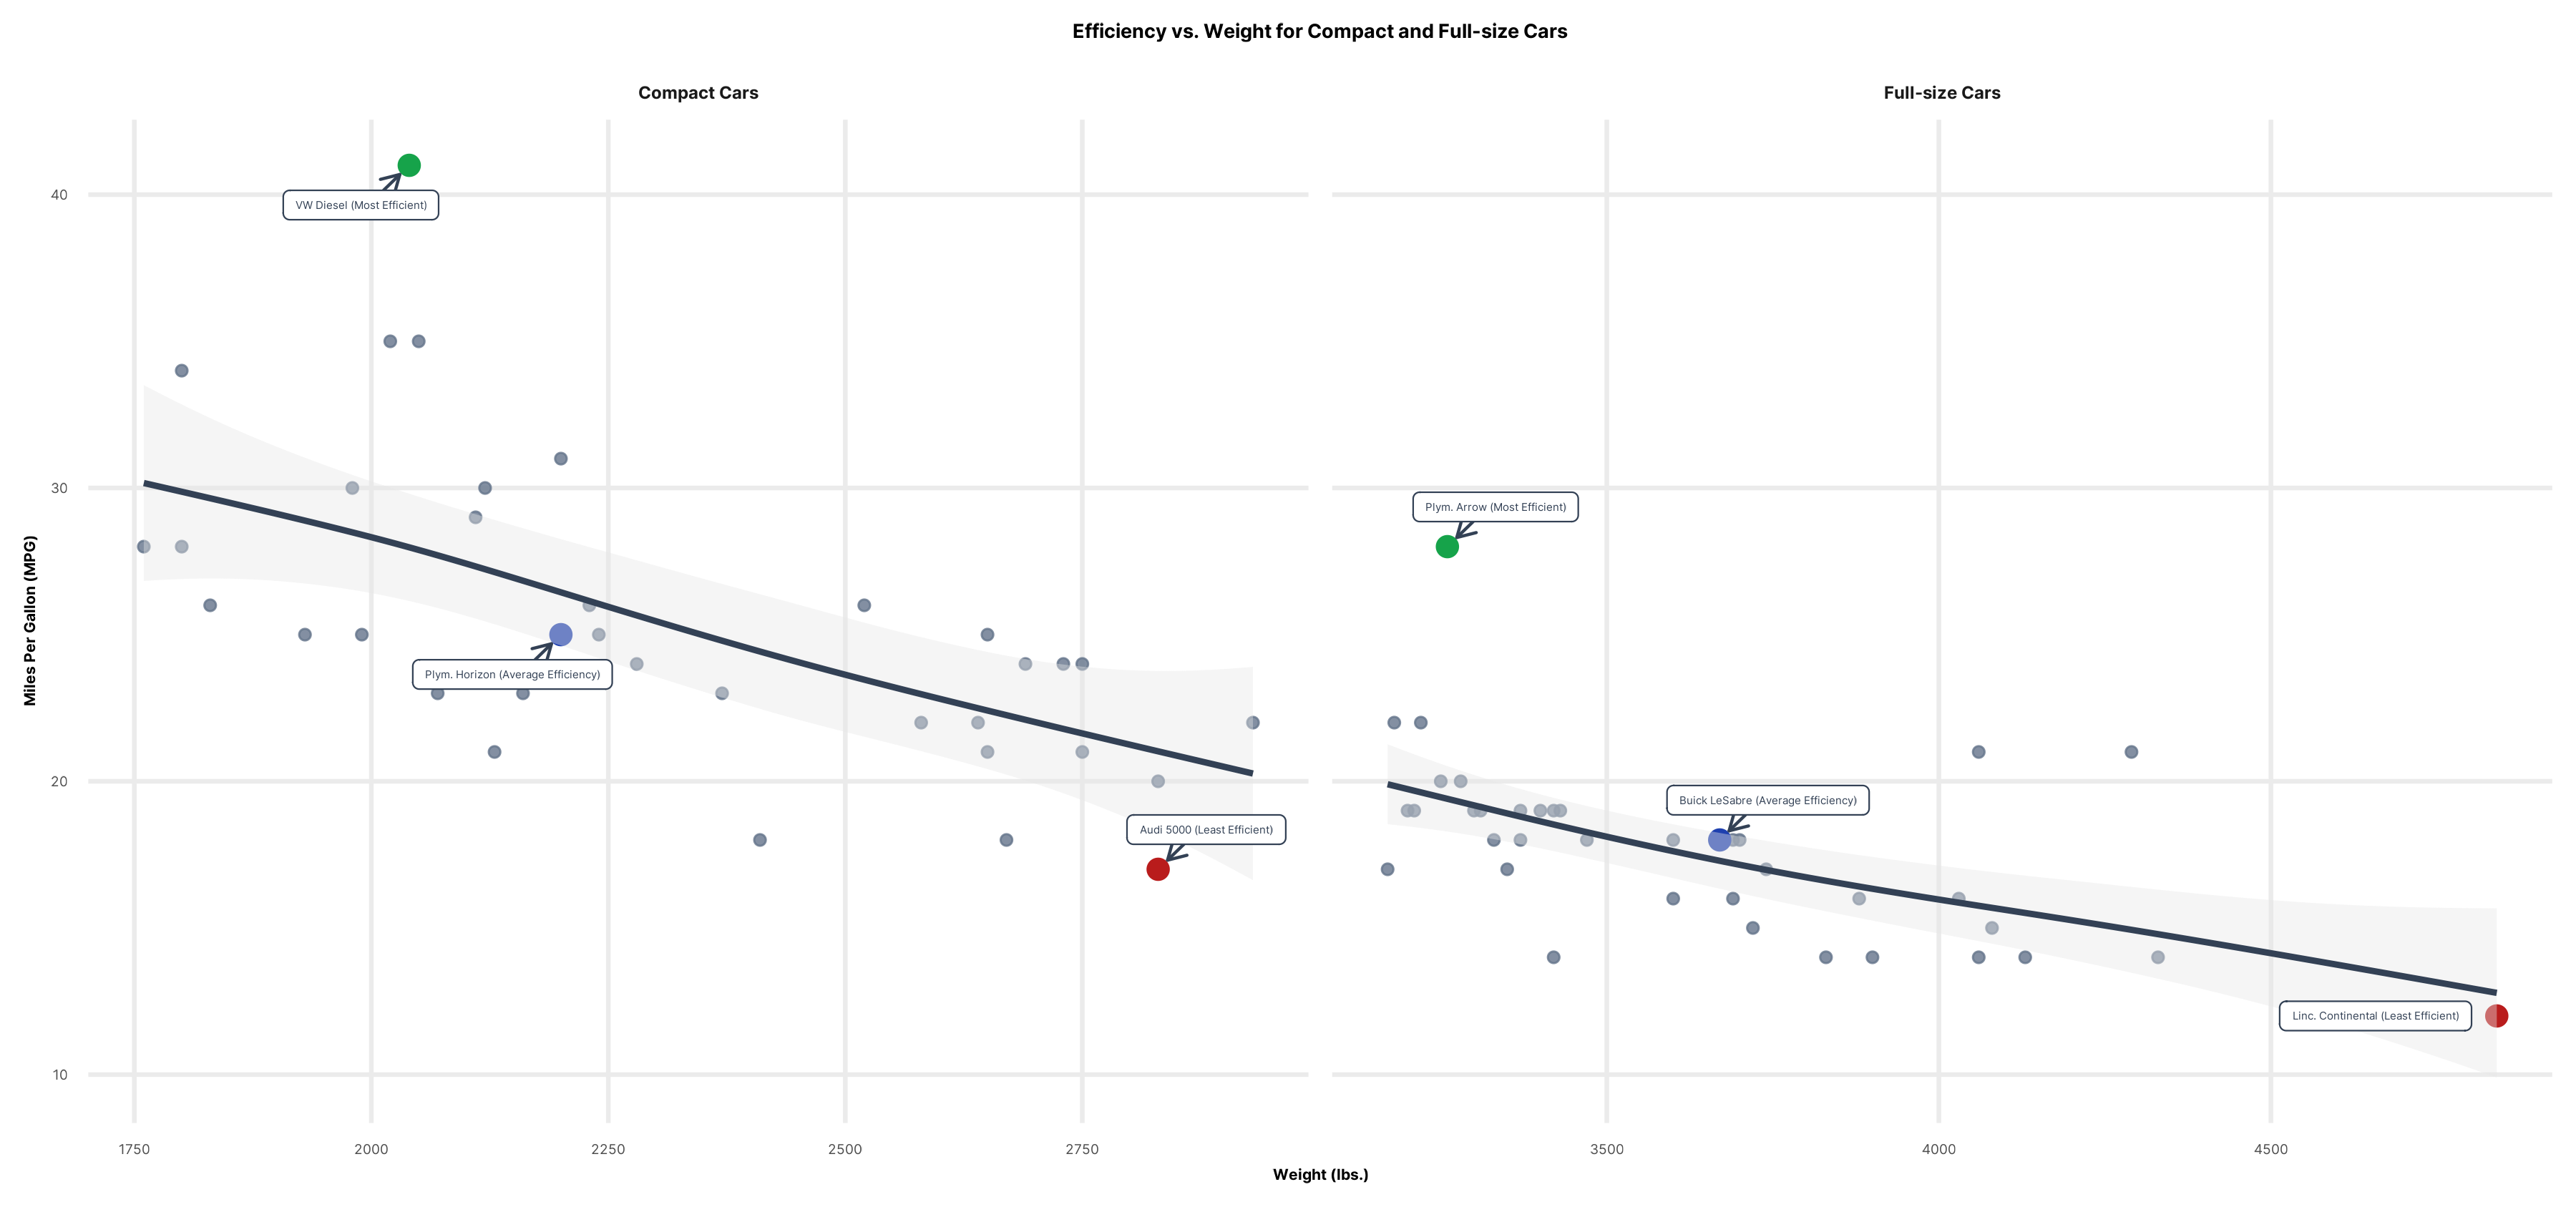 Efficiency vs. Weight for Compact and Full-size Cars
Compact Cars
Full-size Cars
Miles Per Gallon (MPG)
40
30
20
10
VW Diesel (Most Efficient)
Plym. Horizon (Average Efficiency)
Audi 5000 (Least Efficient)
Plym. Arrow (Most Efficient)
Buick LeSabre (Average Efficiency)
Linc. Continental (Least Efficient)
1750 2000 2250 2500 2750
3500 4000 4500
Weight (lbs.)